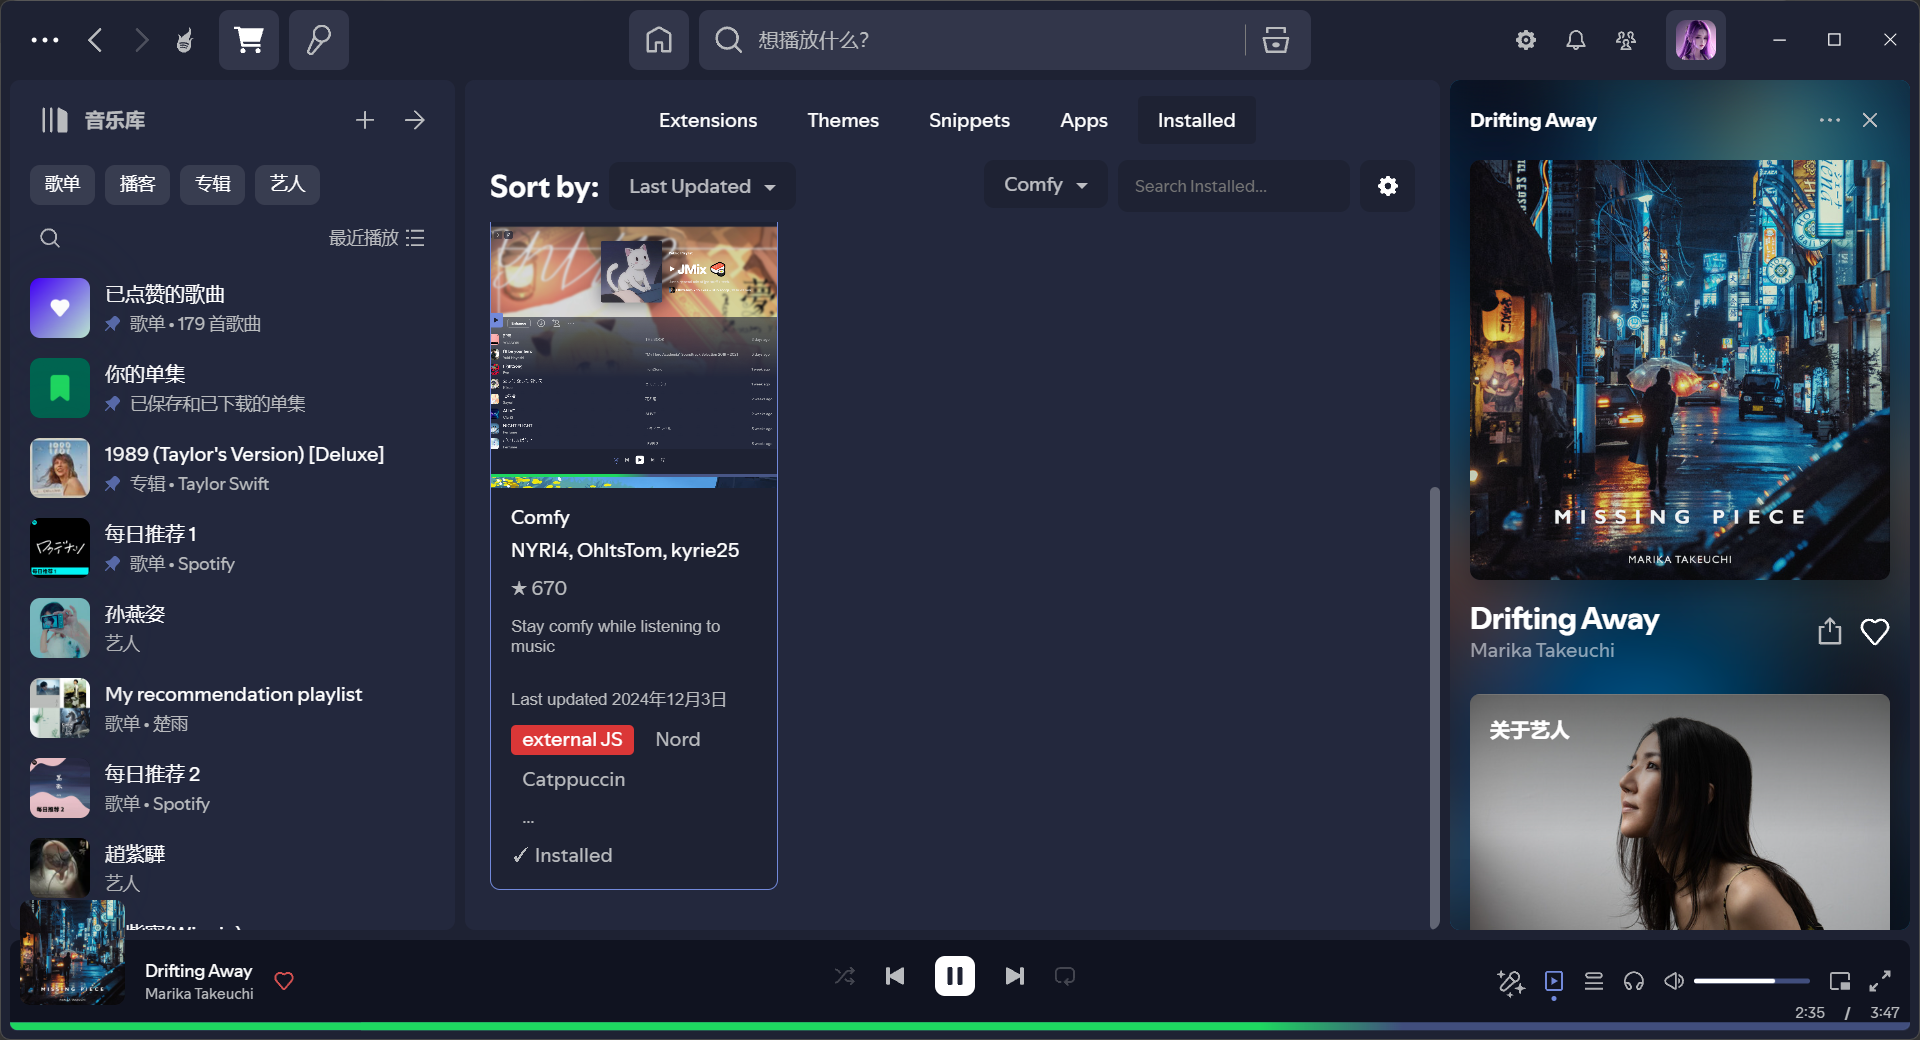 想播放什么?
音乐库
歌单
播客
专辑
艺人
最近播放
已点赞的歌曲
歌单 • 179 首歌曲
你的单集
已保存和已下载的单集
1989 (Taylor's Version) [Deluxe]
专辑 • Taylor Swift
每日推荐 1
歌单 • Spotify
孙燕姿
艺人
My recommendation playlist
歌单 • 楚雨
每日推荐 2
歌单 • Spotify
趙紫驊
艺人
Extensions
Themes
Snippets
Apps
Installed
Sort by:
Last Updated
Comfy
Search Installed...
JMix
Comfy
NYRI4, OhItsTom, kyrie25
★ 670
Stay comfy while listening to
music
Last updated 2024年12月3日
external JS
Nord
Catppuccin
...
✓ Installed
Drifting Away
MISSING PIECE
MARIKA TAKEUCHI
Drifting Away
Marika Takeuchi
关于艺人
Drifting Away
Marika Takeuchi
2:35 / 3:47